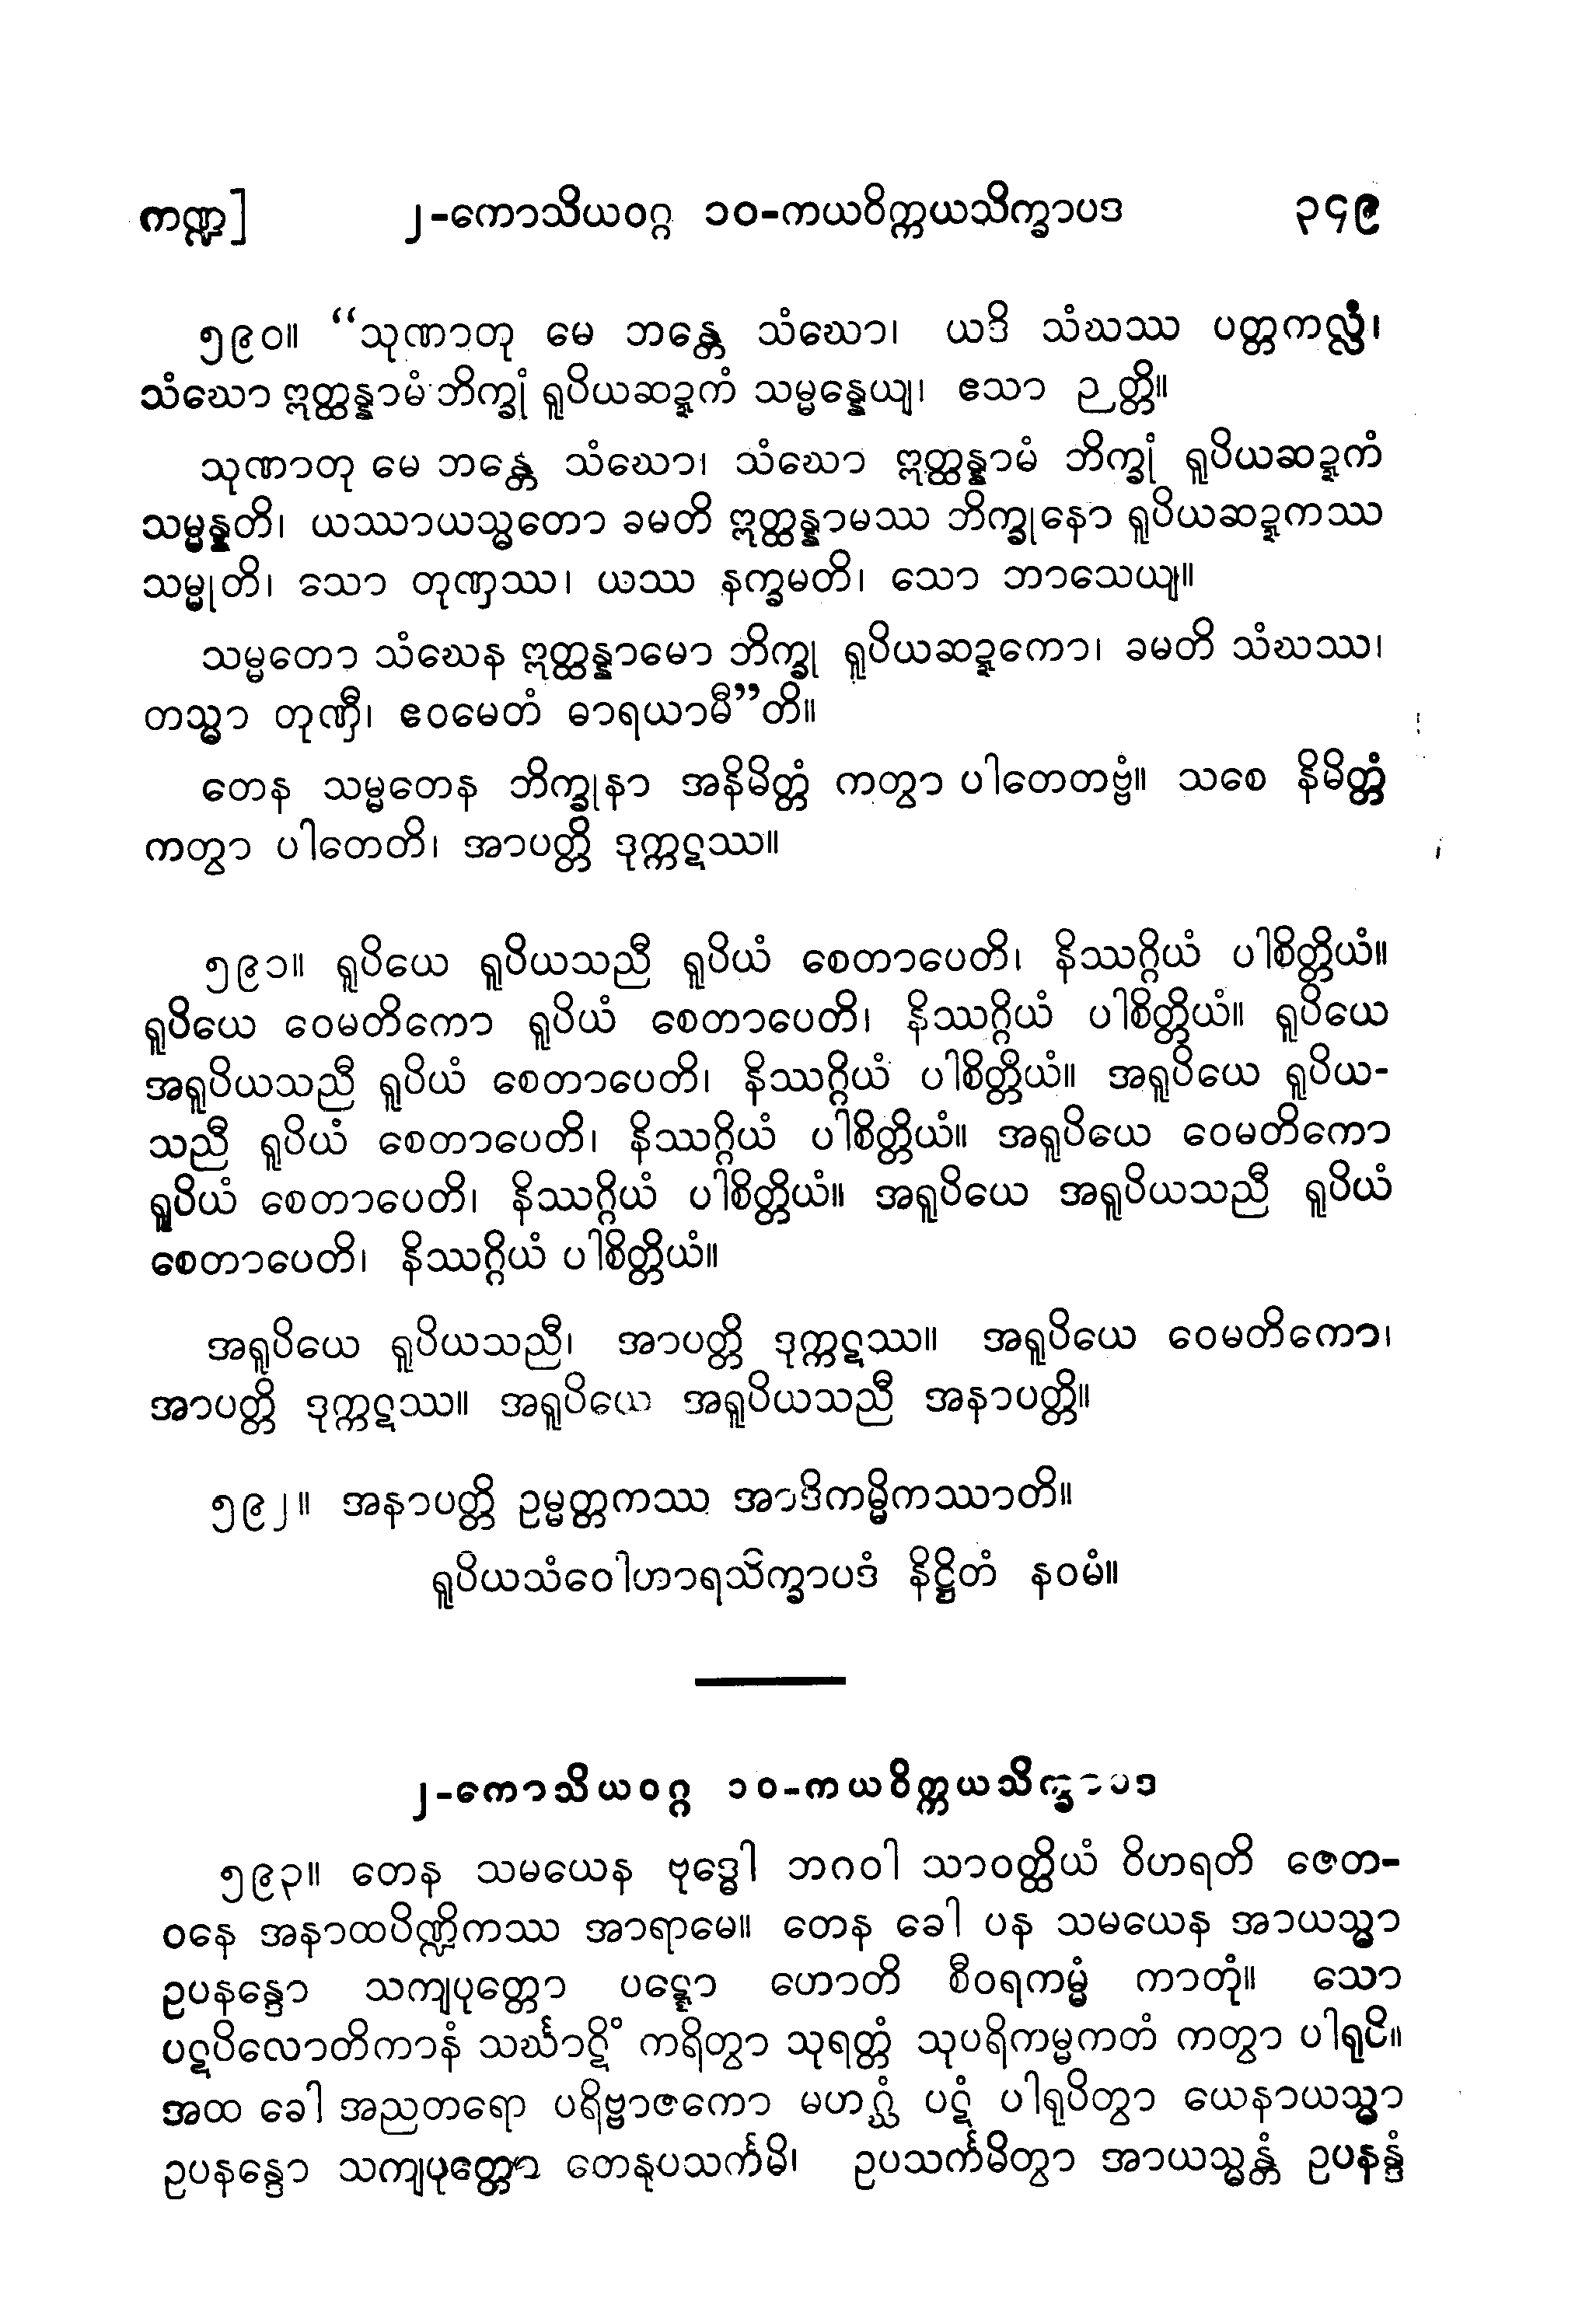 ကဏ္ဍ] ၂-ကောသိယဝဂ္ဂ ၁၀-ကယဝိက္ကယသိက္ခာပဒ ၃၄၉
၅၉၀။ “သုဏာတု မေ ဘန္တေ သံဃော၊ ယဒိ သံဃဿ ပတ္တကလ္လံ၊
သံဃော ဣတ္ထန္နာမံ ဘိက္ခုံ ရူပိယဆဍ္ဍကံ သမ္မန္နေယျ၊ ဧသာ ဉတ္တိ။
သုဏာတု မေ ဘန္တေ သံဃော၊ သံဃော ဣတ္ထန္နာမံ ဘိက္ခုံ ရူပိယဆဍ္ဍကံ
သမ္မန္နတိ၊ ယဿာယသ္မတော ခမတိ ဣတ္ထန္နာမဿ ဘိက္ခုနော ရူပိယဆဍ္ဍကဿ
သမ္မုတိ၊ သော တုဏှဿ၊ ယဿ နက္ခမတိ၊ သော ဘာသေယျ။
သမ္မတော သံဃေန ဣတ္ထန္နာမော ဘိက္ခု ရူပိယဆဍ္ဍကော၊ ခမတိ သံဃဿ၊
တသ္မာ တုဏှီ၊ ဧဝမေတံ ဓာရယာမီ”တိ။
တေန သမ္မတေန ဘိက္ခုနာ အနိမိတ္တံ ကတွာ ပါတေတဗ္ဗံ။ သစေ နိမိတ္တံ
ကတွာ ပါတေတိ၊ အာပတ္တိ ဒုက္ကဋဿ။
၅၉၁။ ရူပိယေ ရူပိယသညီ ရူပိယံ စေတာပေတိ၊ နိဿဂ္ဂိယံ ပါစိတ္တိယံ။
ရူပိယေ ဝေမတိကော ရူပိယံ စေတာပေတိ၊ နိဿဂ္ဂိယံ ပါစိတ္တိယံ။ ရူပိယေ
အရူပိယသညီ ရူပိယံ စေတာပေတိ၊ နိဿဂ္ဂိယံ ပါစိတ္တိယံ။ အရူပိယေ ရူပိယ-
သညီ ရူပိယံ စေတာပေတိ၊ နိဿဂ္ဂိယံ ပါစိတ္တိယံ။ အရူပိယေ ဝေမတိကော
ရူပိယံ စေတာပေတိ၊ နိဿဂ္ဂိယံ ပါစိတ္တိယံ။ အရူပိယေ အရူပိယသညီ ရူပိယံ
စေတာပေတိ၊ နိဿဂ္ဂိယံ ပါစိတ္တိယံ။
အရူပိယေ ရူပိယသညီ၊ အာပတ္တိ ဒုက္ကဋဿ။ အရူပိယေ ဝေမတိကော၊
အာပတ္တိ ဒုက္ကဋဿ။ အရူပိယေ အရူပိယသညီ အနာပတ္တိ။
၅၉၂။ အနာပတ္တိ ဥမ္မတ္တကဿ အာဒိကမ္မိကဿာတိ။
ရူပိယသံဝေါဟာရသိက္ခာပဒံ နိဋ္ဌိတံ နဝမံ။
၂-ကောသိယဝဂ္ဂ ၁၀-ကယဝိက္ကယသိက္ခာပဒ
၅၉၃။ တေန သမယေန ဗုဒ္ဓေါ ဘဂဝါ သာဝတ္ထိယံ ဝိဟရတိ ဇေတ-
ဝနေ အနာထပိဏ္ဍိကဿ အာရာမေ။ တေန ခေါ ပန သမယေန အာယသ္မာ
ဥပနန္ဒော သကျပုတ္တော ပဋ္ဋော ဟောတိ စီဝရကမ္မံ ကာတုံ။ သော
ပဋပိလောတိကာနံ သင်္ဃာဋိံ ကရိတွာ သုရတ္တံ သုပရိကမ္မကတံ ကတွာ ပါရုပိ။
အထ ခေါ အညတရော ပရိဗ္ဗာဇကော မဟဂ္ဃံ ပဋံ ပါရုပိတွာ ယေနာယသ္မာ
ဥပနန္ဒော သကျပုတ္တော တေနုပသင်္ကမိ၊ ဥပသင်္ကမိတွာ အာယသ္မန္တံ ဥပနန္ဒံ